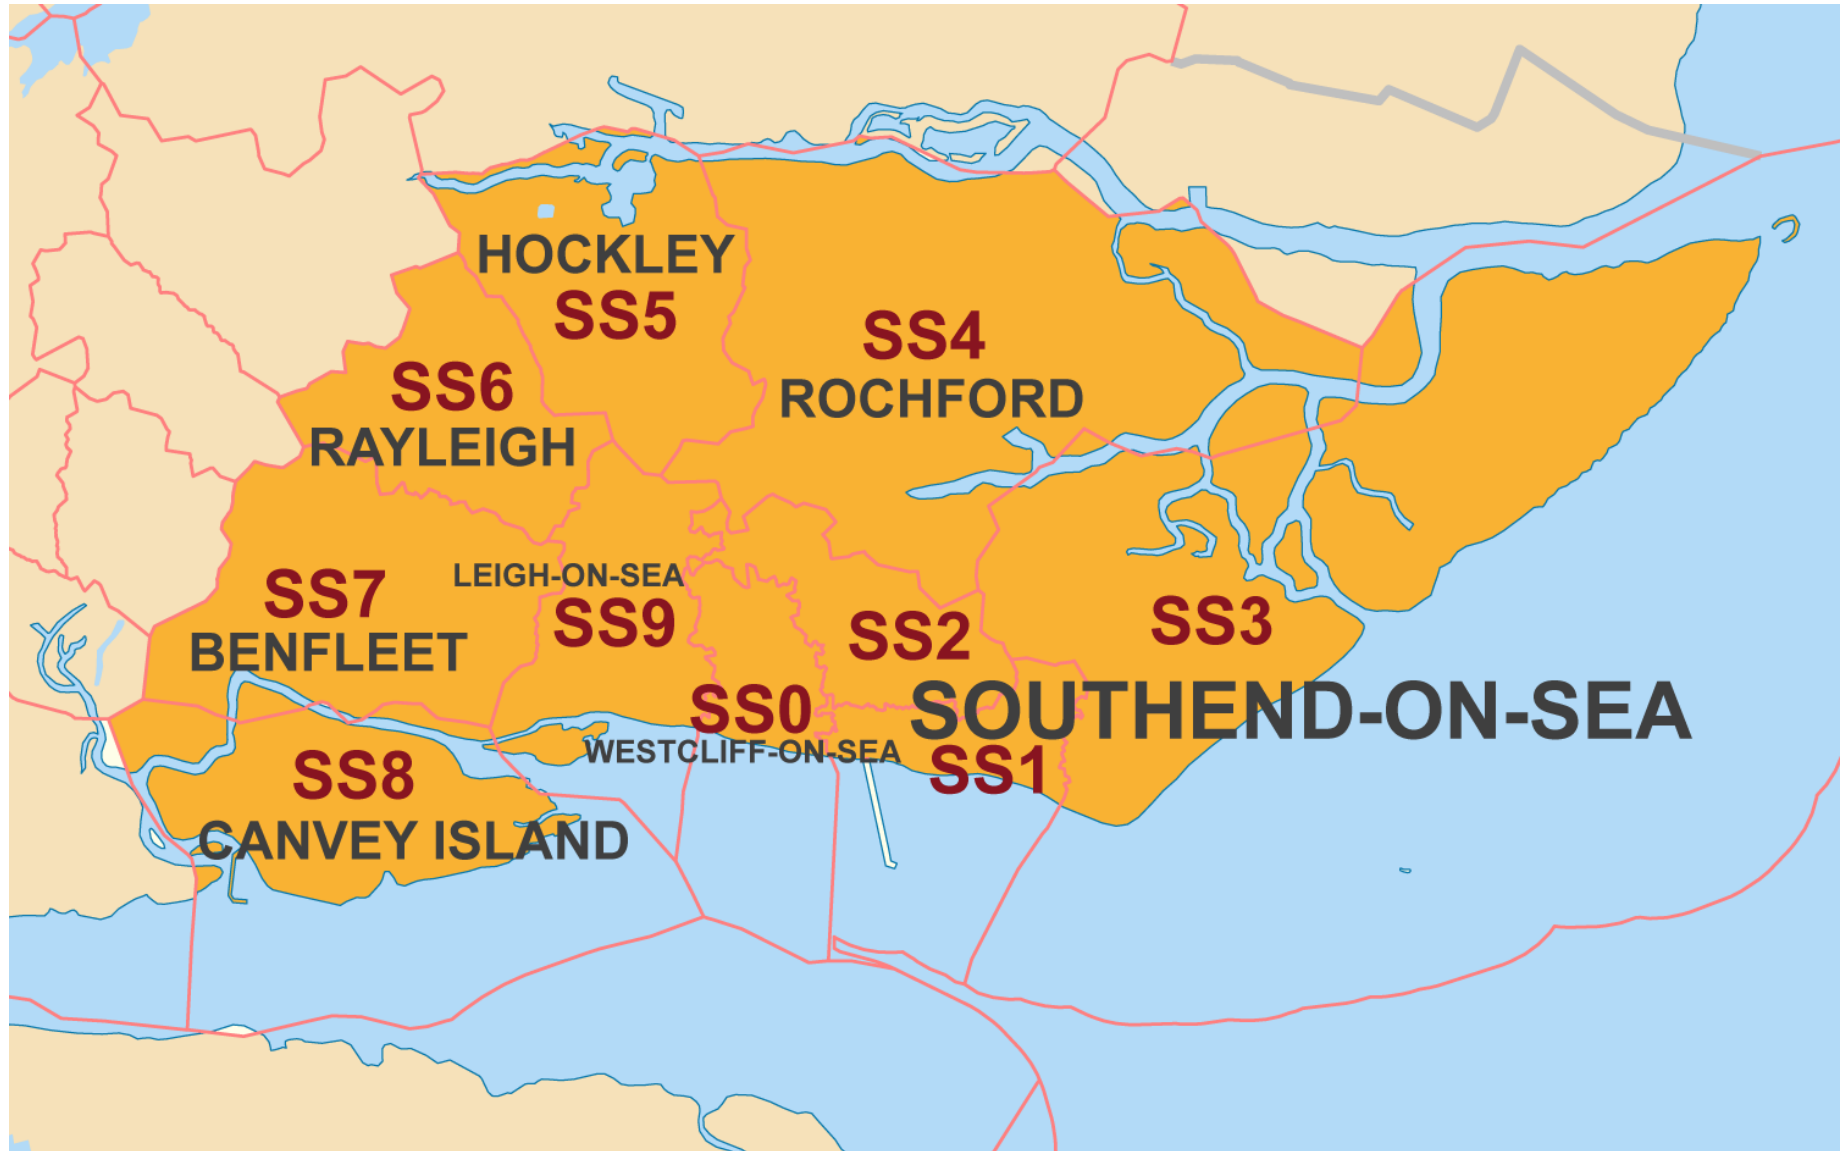 HOCKLEY
SS5
SS4
ROCHFORD
SS6
RAYLEIGH
SS7
BENFLEET
LEIGH-ON-SEA
SS9
SS2
SS3
SS0
WESTCLIFF-ON-SEA
SOUTHEND-ON-SEA
SS1
SS8
CANVEY ISLAND